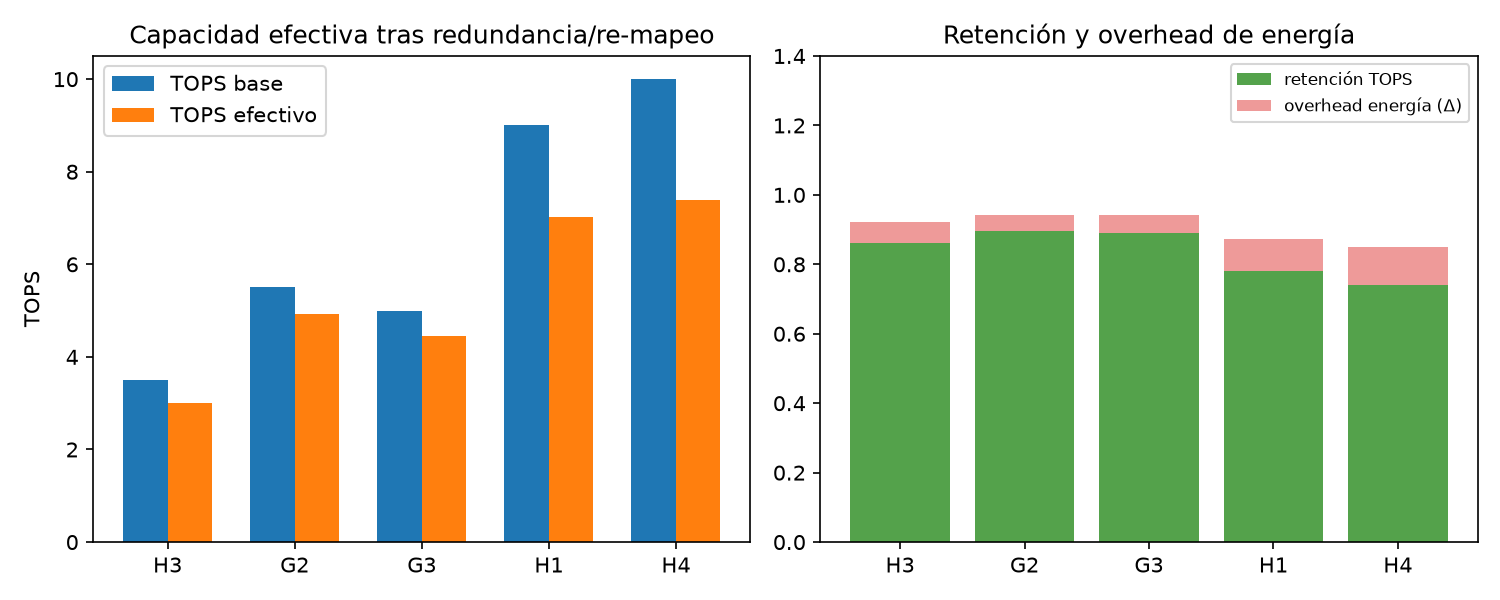 Capacidad efectiva tras redundancia/re-mapeo
TOPS base
TOPS efectivo
TOPS
10
8
6
4
2
0
H3 G2 G3 H1 H4
Retención y overhead de energía
retención TOPS
overhead energía (Δ)
1.4
1.2
1.0
0.8
0.6
0.4
0.2
0.0
H3 G2 G3 H1 H4